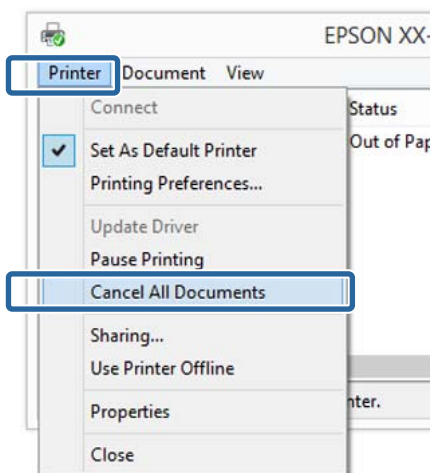 EPSON XX-
Printer Document View
Connect
Status
Set As Default Printer
Out of Pap
Printing Preferences...
Update Driver
Pause Printing
Cancel All Documents
Sharing...
Use Printer Offline
Properties
nter.
Close